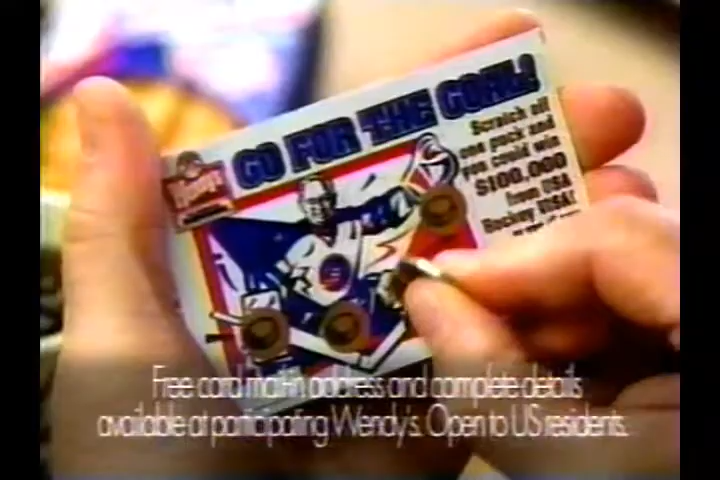 GO FOR THE GOAL!
Scratch off
one puck and
you could win
$100,000
from USA
Hockey
Wendy's
Free card mail-in address and complete details
available at participating Wendy's. Open to US residents.